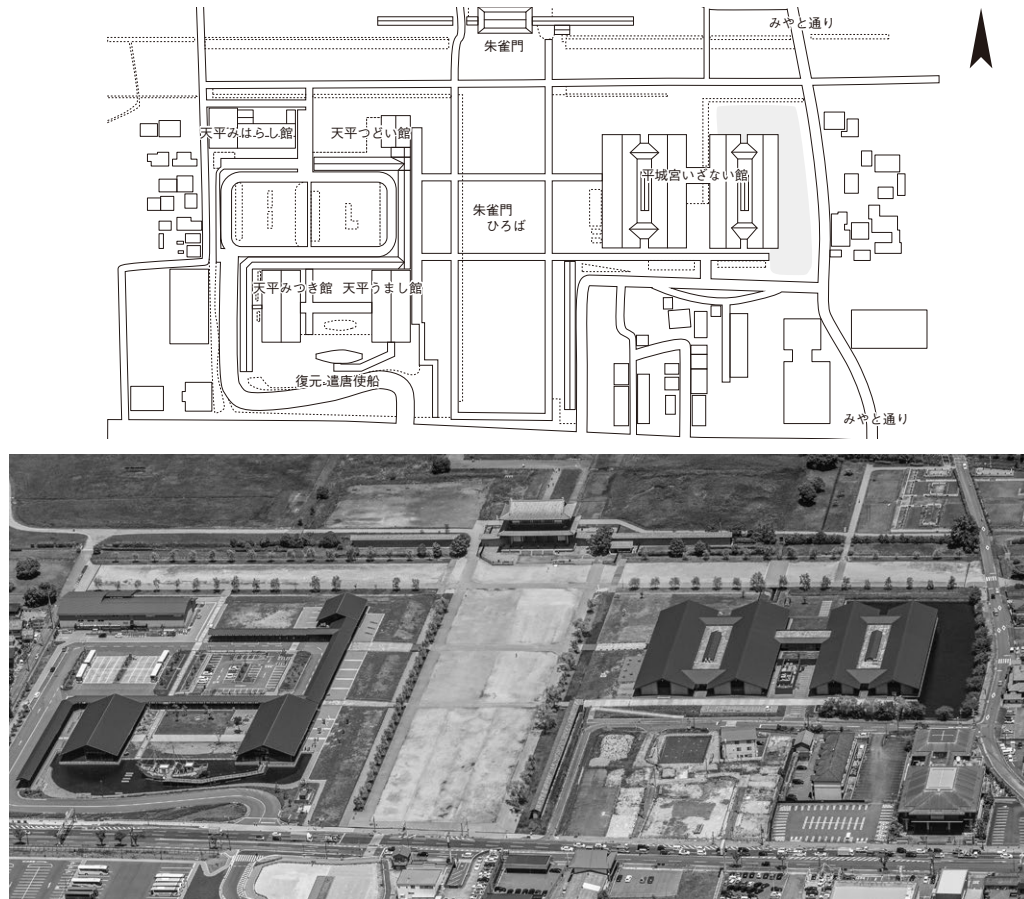 みやと通り
朱雀門
天平みはらし館
天平つどい館
平城宮いざない館
朱雀門
ひろば
天平みつき館
天平うまし館
復元 遣唐使船
みやと通り